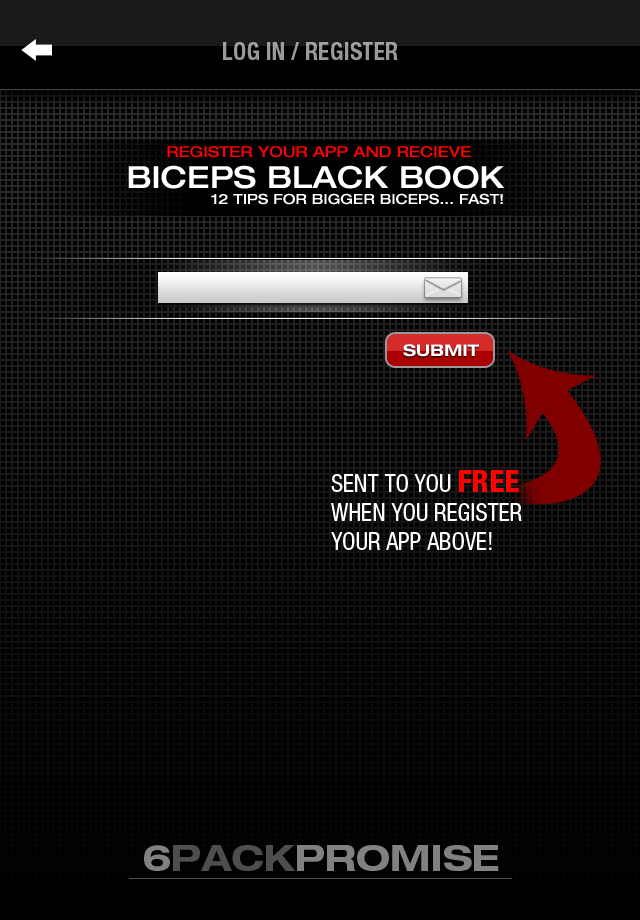 LOG IN / REGISTER
REGISTER YOUR APP AND RECIEVE
BICEPS BLACK BOOK
12 TIPS FOR BIGGER BICEPS... FAST!
SUBMIT
SENT TO YOU FREE
WHEN YOU REGISTER
YOUR APP ABOVE!
6PACKPROMISE